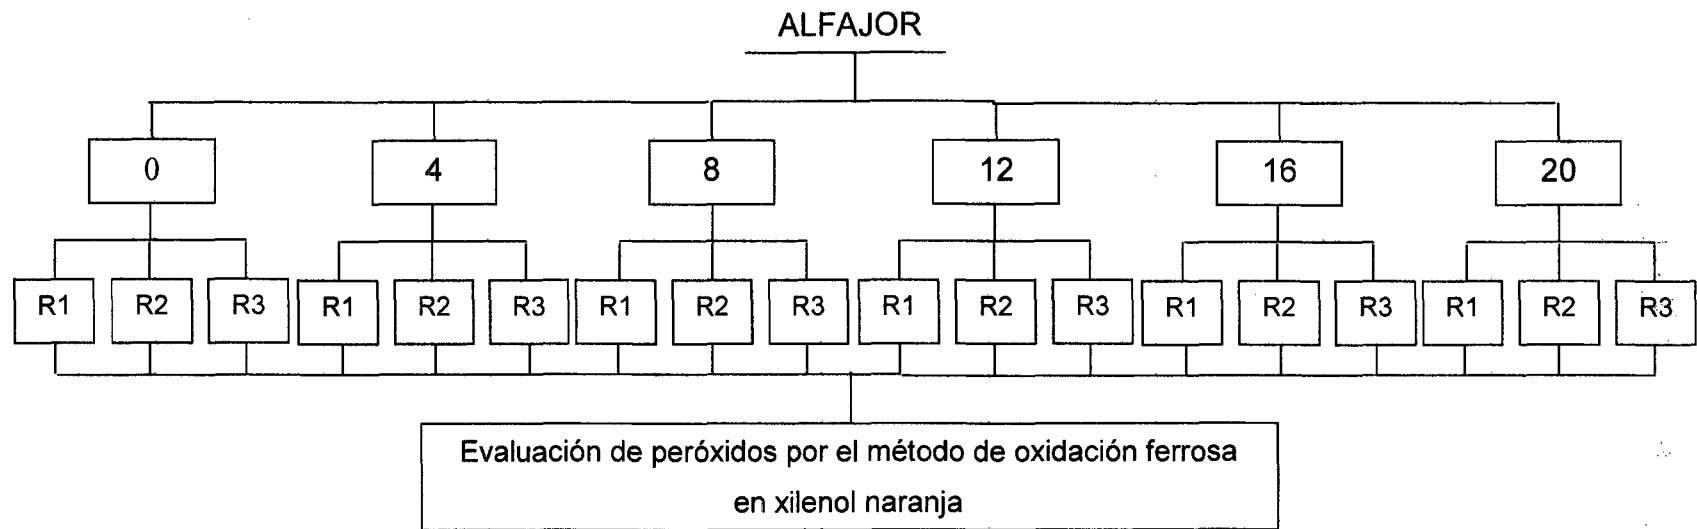 ALFAJOR
0 4 8 12 16 20
R1 R2 R3 R1 R2 R3 R1 R2 R3 R1 R2 R3 R1 R2 R3 R1 R2 R3
Evaluación de peróxidos por el método de oxidación ferrosa
en xilenol naranja